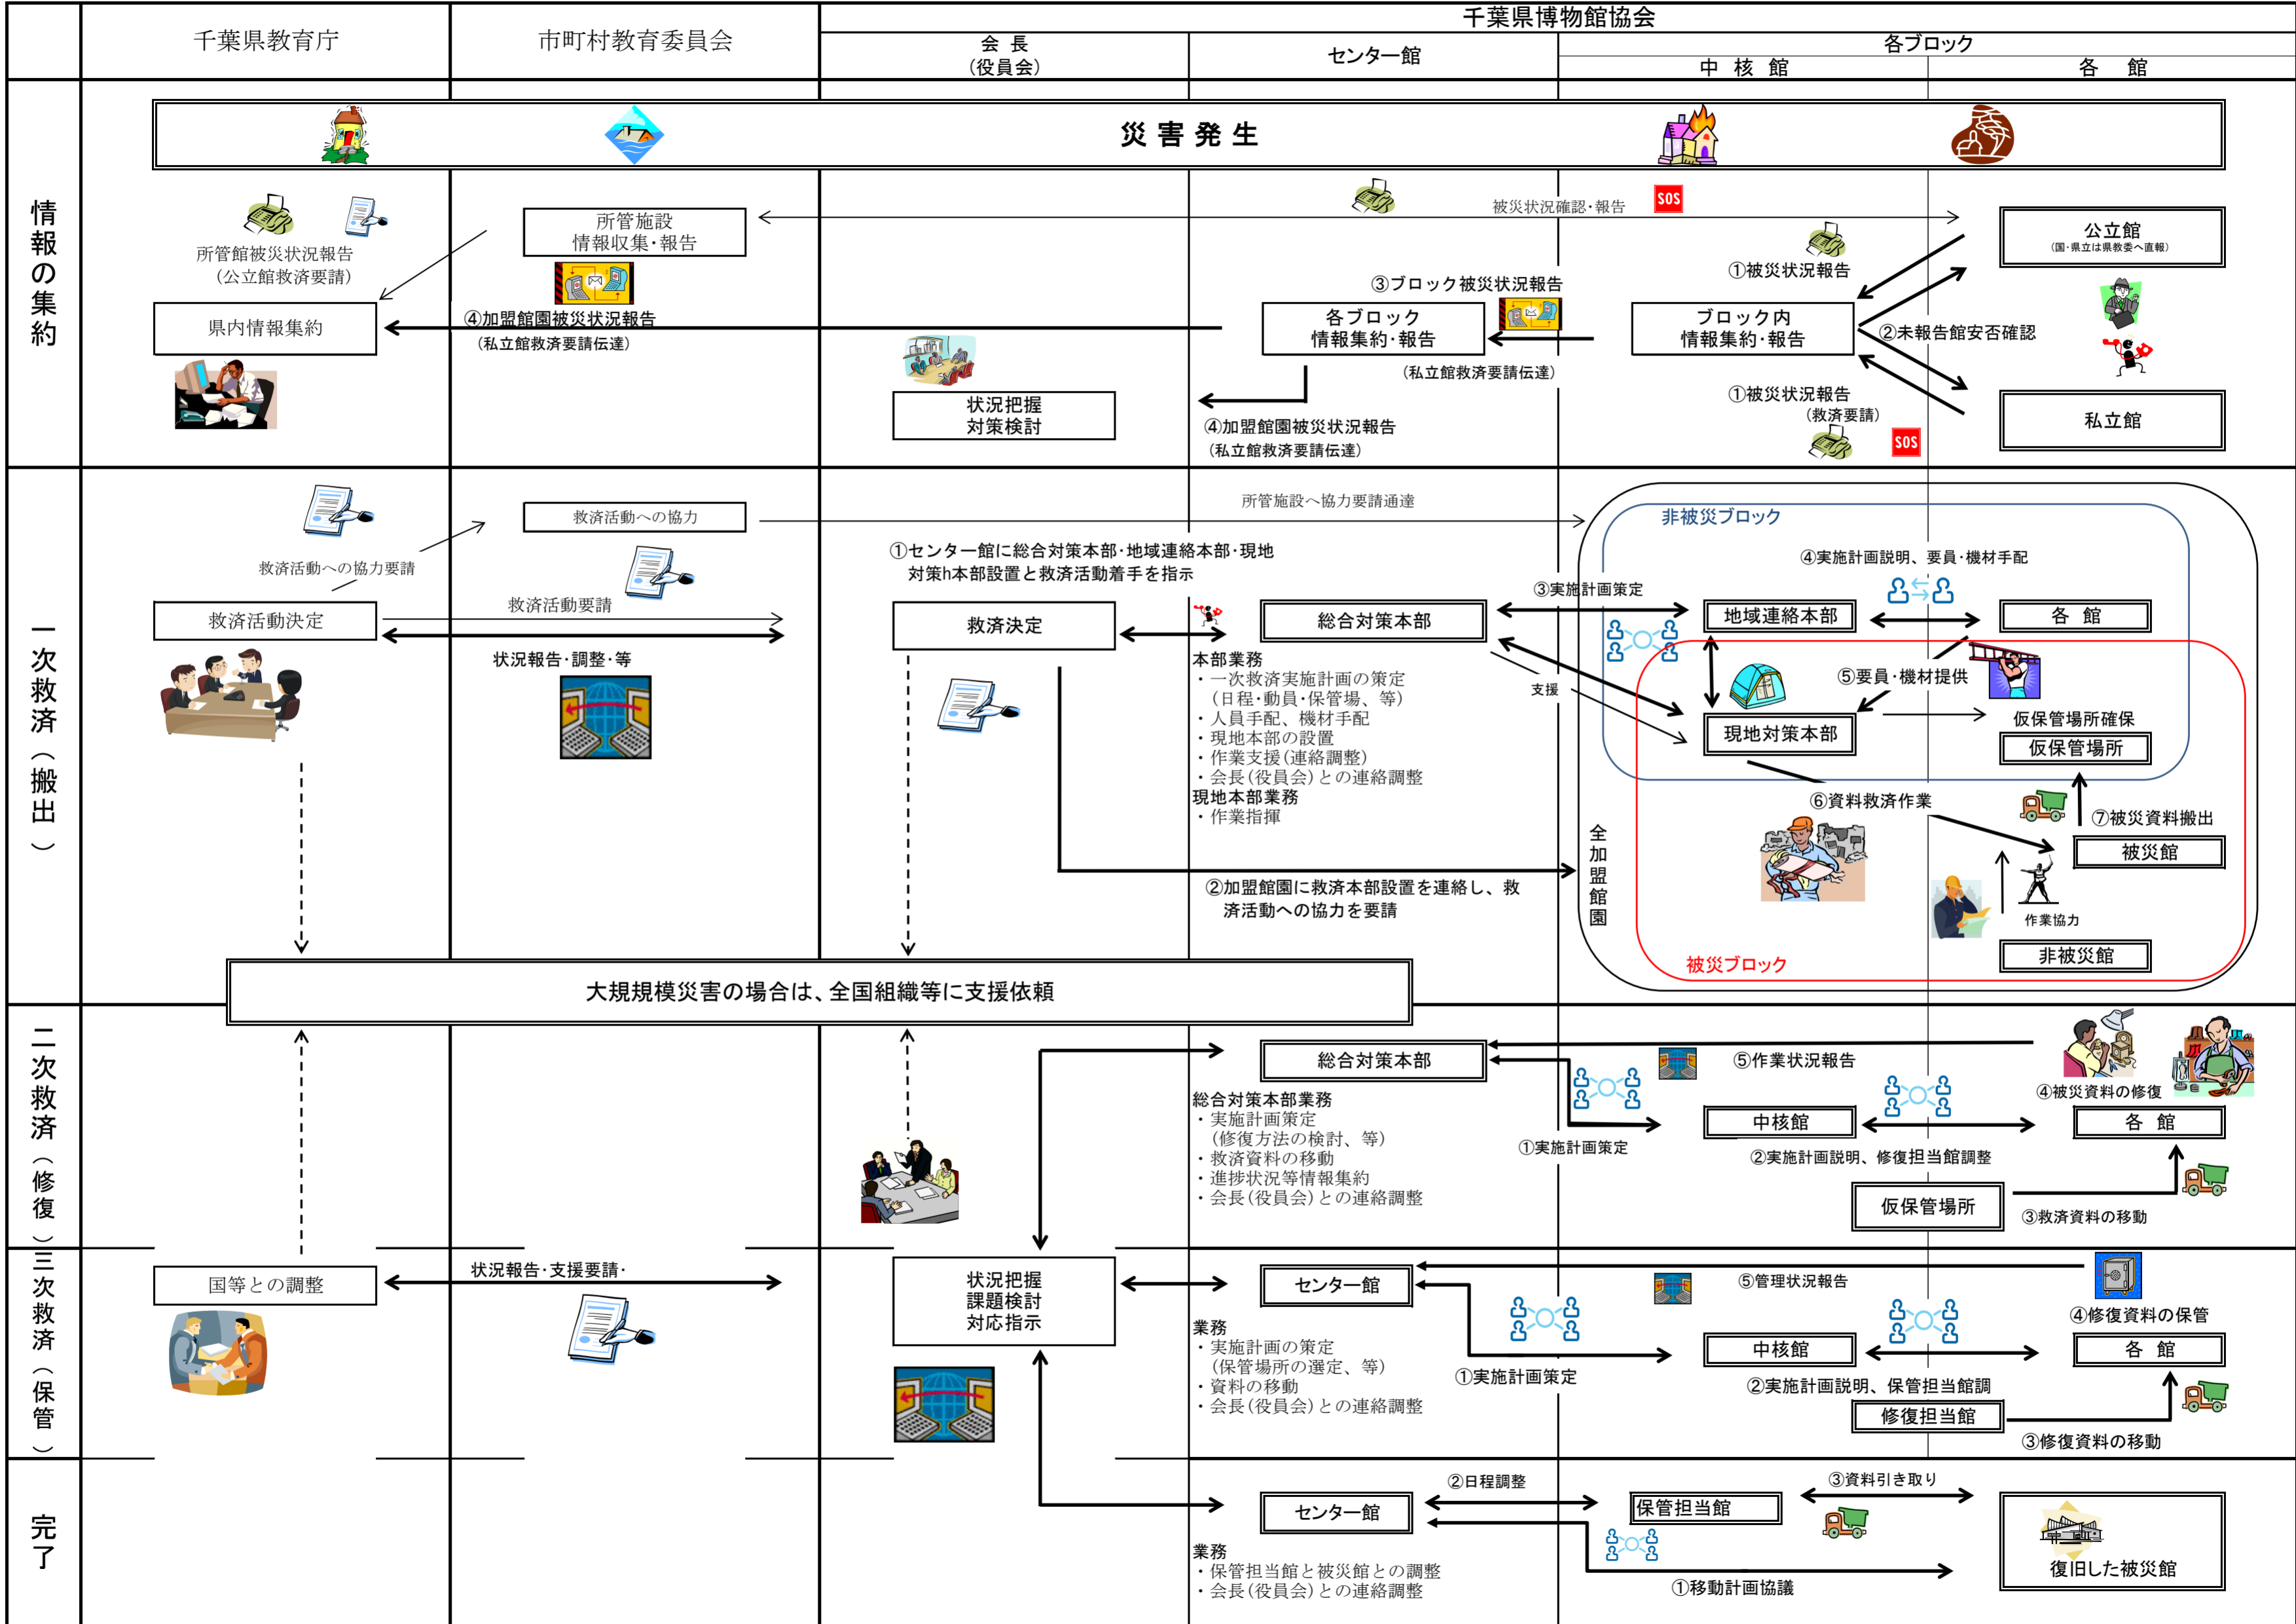 千葉県教育庁
市町村教育委員会
千葉県博物館協会
会 長
(役員会)
センター館
各ブロック
中 核 館
各 館
情報の集約
災 害 発 生
所管館被災状況報告
(公立館救済要請)
所管施設
情報収集・報告
被災状況確認・報告
SOS
公立館
(国・県立は県教委へ直報)
①被災状況報告
県内情報集約
④加盟館園被災状況報告
(私立館救済要請伝達)
③ブロック被災状況報告
各ブロック
情報集約・報告
(私立館救済要請伝達)
ブロック内
情報集約・報告
②未報告館安否確認
状況把握
対策検討
④加盟館園被災状況報告
(私立館救済要請伝達)
①被災状況報告
(救済要請)
SOS
私立館
一次救済(搬出)
救済活動への協力要請
救済活動への協力
所管施設へ協力要請通達
救済活動決定
救済活動要請
状況報告・調整・等
①センター館に総合対策本部・地域連絡本部・現地
対策h本部設置と救済活動着手を指示
救済決定
総合対策本部
本部業務
・一次救済実施計画の策定
(日程・動員・保管場、等)
・人員手配、機材手配
・現地本部の設置
・作業支援(連絡調整)
・会長(役員会)との連絡調整
現地本部業務
・作業指揮
②加盟館園に救済本部設置を連絡し、救
済活動への協力を要請
③実施計画策定
支援
全加盟館園
非被災ブロック
④実施計画説明、要員・機材手配
地域連絡本部
各 館
⑤要員・機材提供
現地対策本部
仮保管場所確保
仮保管場所
⑥資料救済作業
⑦被災資料搬出
被災館
作業協力
非被災館
被災ブロック
大規規模災害の場合は、全国組織等に支援依頼
二次救済(修復)
総合対策本部
総合対策本部業務
・実施計画策定
(修復方法の検討、等)
・救済資料の移動
・進捗状況等情報集約
・会長(役員会)との連絡調整
①実施計画策定
⑤作業状況報告
中核館
②実施計画説明、修復担当館調整
④被災資料の修復
各 館
仮保管場所
③救済資料の移動
三次救済(保管)
国等との調整
状況報告・支援要請・
状況把握
課題検討
対応指示
センター館
業務
・実施計画の策定
(保管場所の選定、等)
・資料の移動
・会長(役員会)との連絡調整
①実施計画策定
⑤管理状況報告
中核館
②実施計画説明、保管担当館調
④修復資料の保管
各 館
修復担当館
③修復資料の移動
完了
センター館
業務
・保管担当館と被災館との調整
・会長(役員会)との連絡調整
②日程調整
保管担当館
③資料引き取り
①移動計画協議
復旧した被災館